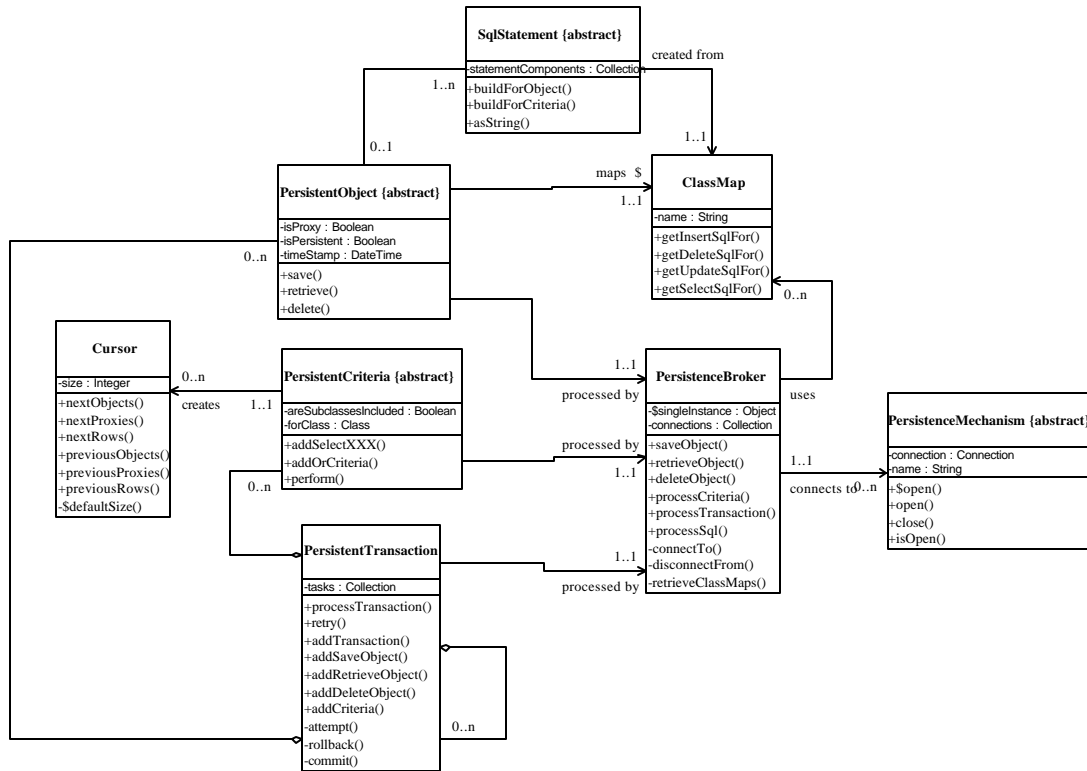 SqlStatement {abstract}
-statementComponents : Collection
+buildForObject()
+buildForCriteria()
+asString()
created from
1..n
0..1
1..1
PersistentObject {abstract}
-isProxy : Boolean
-isPersistent : Boolean
-timeStamp : DateTime
+save()
+retrieve()
+delete()
maps $
1..1
ClassMap
-name : String
+getInsertSqlFor()
+getDeleteSqlFor()
+getUpdateSqlFor()
+getSelectSqlFor()
0..n
0..n
Cursor
-size : Integer
+nextObjects()
+nextProxies()
+nextRows()
+previousObjects()
+previousProxies()
+previousRows()
-$defaultSize()
0..n
creates
1..1
PersistentCriteria {abstract}
-areSubclassesIncluded : Boolean
-forClass : Class
+addSelectXXX()
+addOrCriteria()
+perform()
0..n
1..1
processed by
processed by
1..1
1..1
processed by
PersistenceBroker
-$singleInstance : Object
-connections : Collection
+saveObject()
+retrieveObject()
+deleteObject()
+processCriteria()
+processTransaction()
+processSql()
-connectTo()
-disconnectFrom()
-retrieveClassMaps()
uses
1..1
connects to
0..n
PersistenceMechanism {abstract}
-connection : Connection
-name : String
+$open()
+open()
+close()
+isOpen()
PersistentTransaction
-tasks : Collection
+processTransaction()
+retry()
+addTransaction()
+addSaveObject()
+addRetrieveObject()
+addDeleteObject()
+addCriteria()
-attempt()
-rollback()
-commit()
0..n